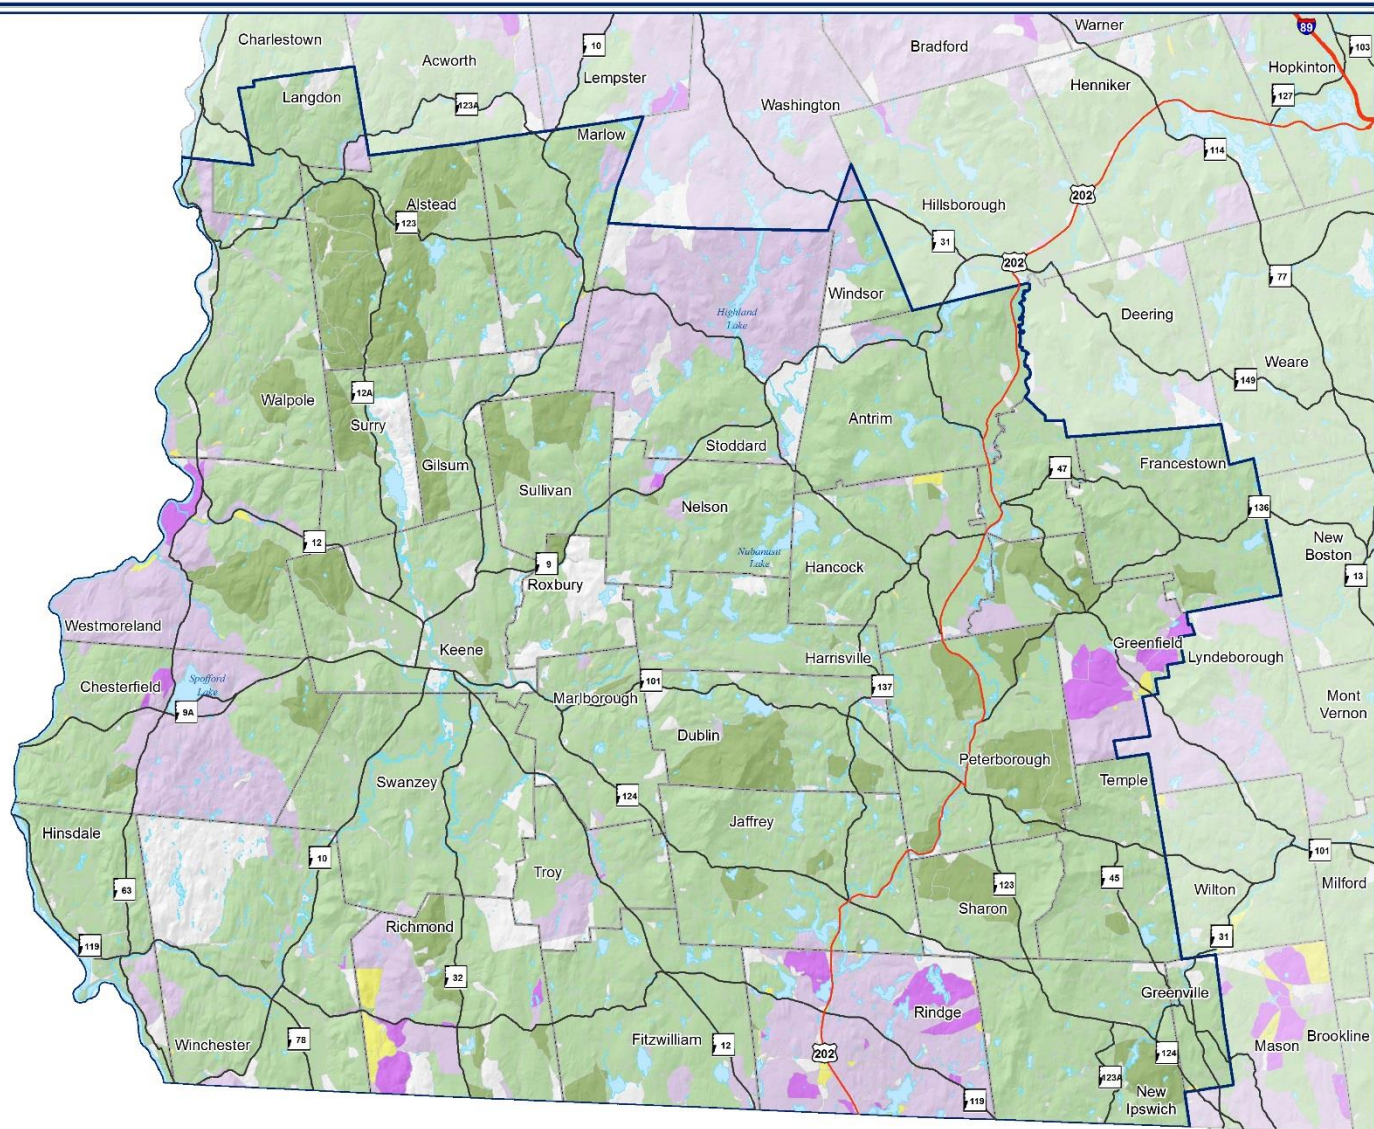 Charlestown
Acworth
10
Lempster
Bradford
Warner
89
103
Langdon
123A
Washington
Henniker
Hopkinton
127
Marlow
114
Alstead
123
202
Hillsborough
31
202
77
Windsor
Highland
Lake
Deering
Weare
149
Walpole
12A
Surry
Antrim
Stoddard
Gilsum
Sullivan
47
Francestown
Nelson
136
12
9
Roxbury
Nubanusit
Lake
Hancock
New
Boston
13
Westmoreland
Keene
Greenfield
Lyndeborough
Harrisville
Chesterfield
Spofford
Lake
9A
101
137
Marlborough
Mont
Vernon
Dublin
Peterborough
Swanzey
Temple
124
Jaffrey
Hinsdale
10
101
Troy
63
123
45
Wilton
Milford
Sharon
Richmond
119
31
32
Greenville
Rindge
Winchester
78
Fitzwilliam
12
202
Mason
Brookline
124
123A
New
Ipswich
119